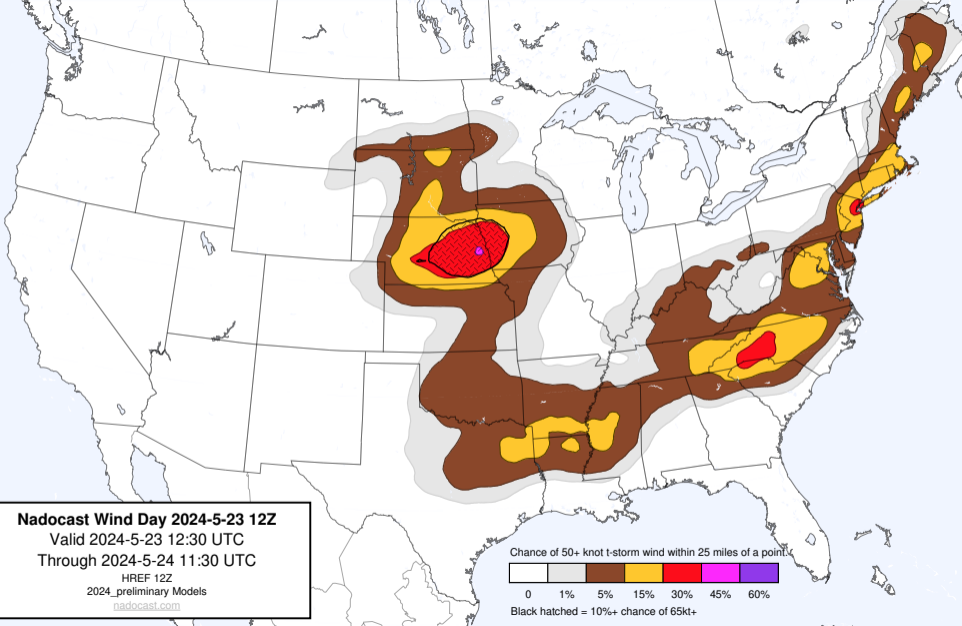 Nadocast Wind Day 2024-5-23 12Z
Valid 2024-5-23 12:30 UTC
Through 2024-5-24 11:30 UTC
HREF 12Z
2024_preliminary Models
nadocast.com
Chance of 50+ knot t-storm wind within 25 miles of a point.
0 1% 5% 15% 30% 45% 60%
Black hatched = 10%+ chance of 65kt+